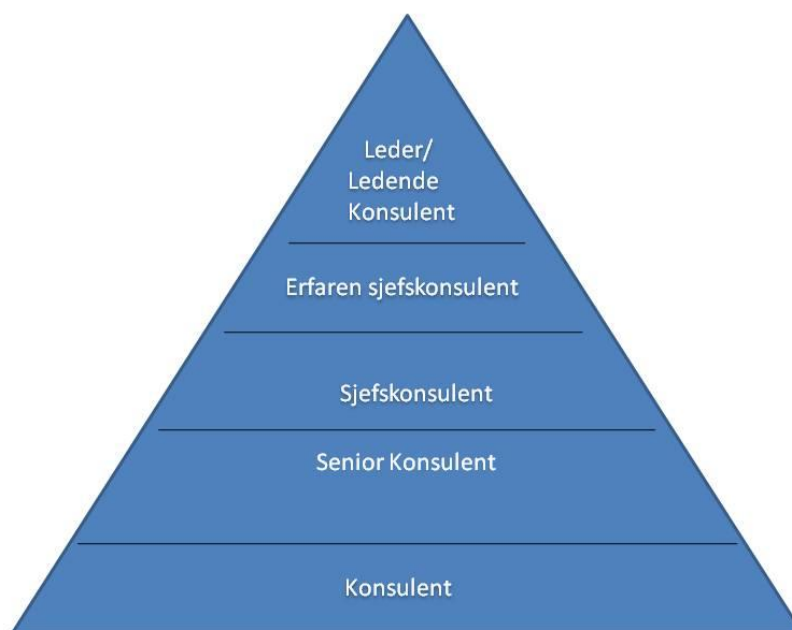 Leder/
Ledende
Konsulent
Erfaren sjefskonsulent
Sjefskonsulent
Senior Konsulent
Konsulent